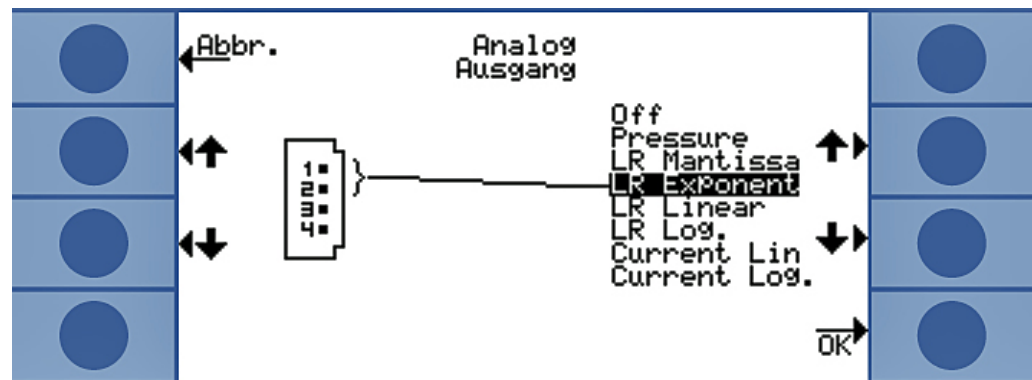 Abbr.
Analog
Ausgang
Off
Pressure
LR Mantissa
LR Exponent
LR Linear
LR Log.
Current Lin
Current Log.
1
2
3
4
OK